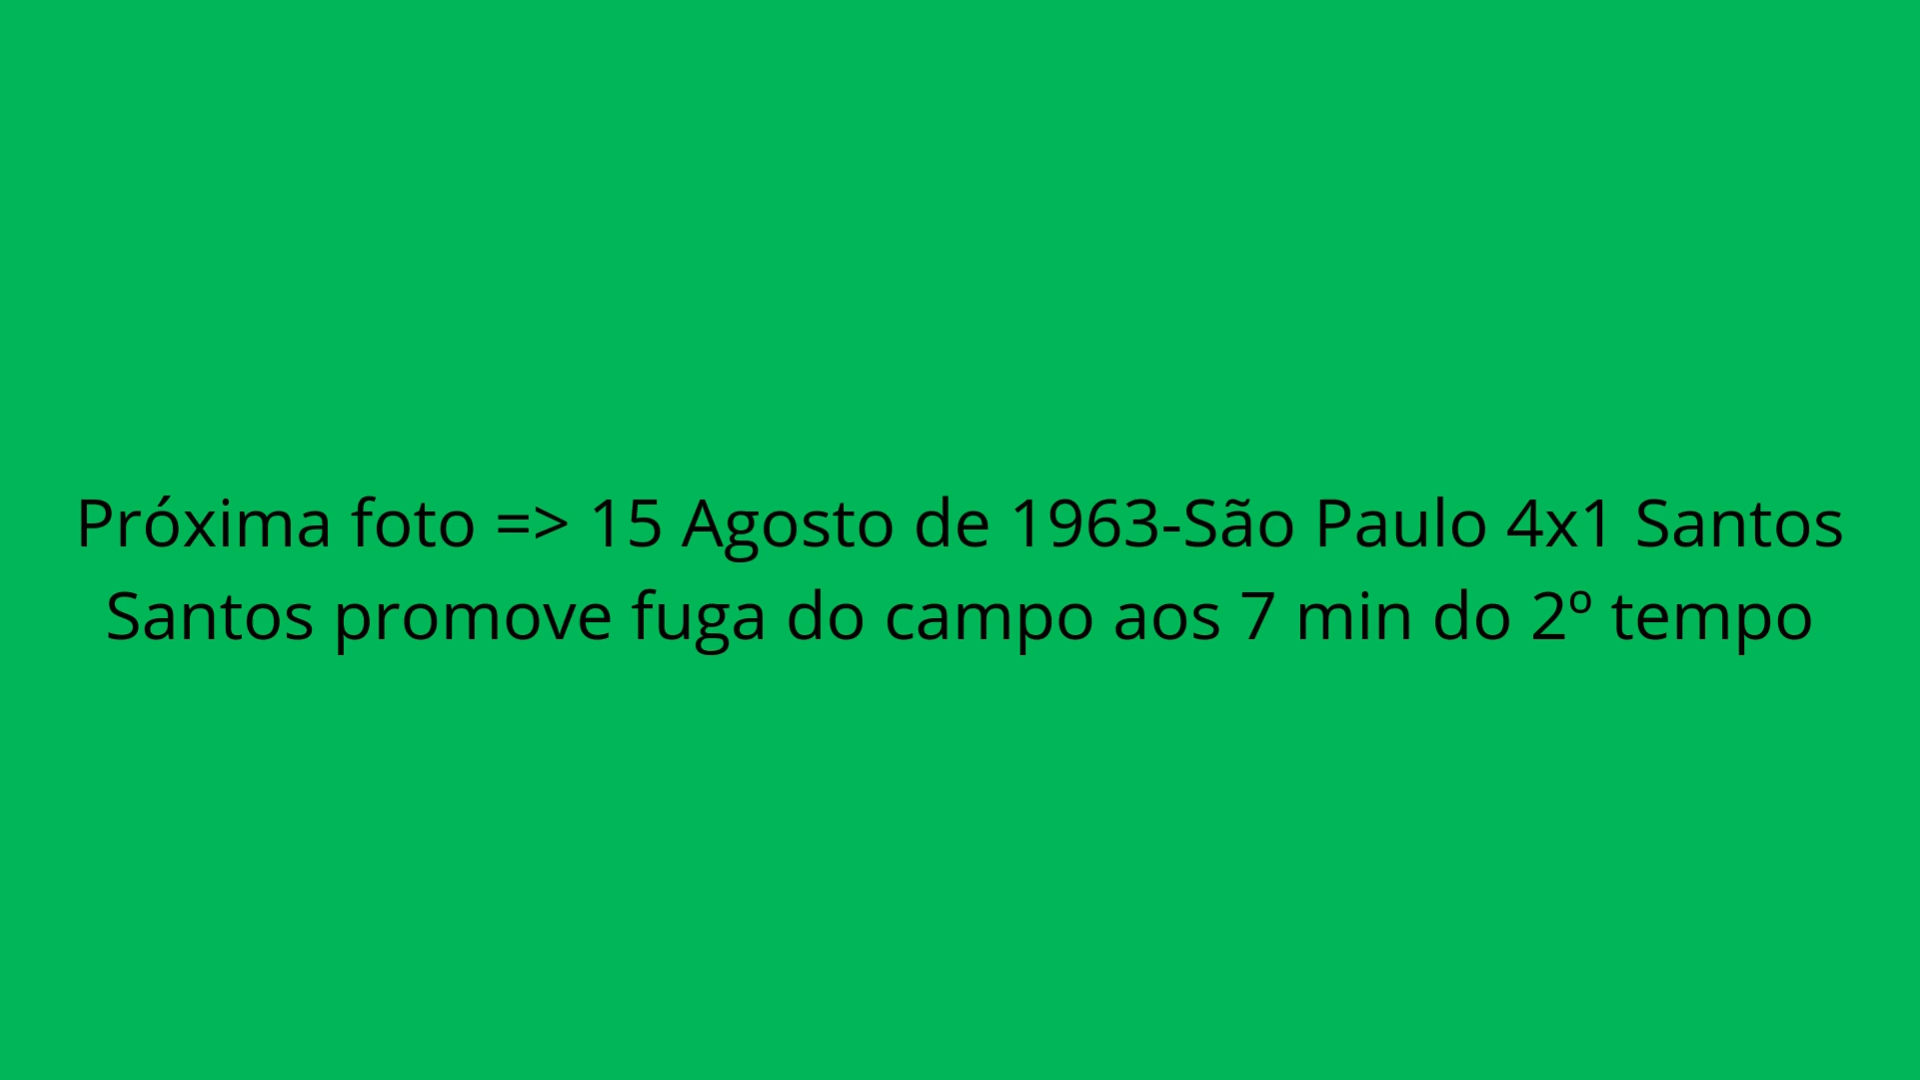 Próxima foto => 15 Agosto de 1963-São Paulo 4x1 Santos
Santos promove fuga do campo aos 7 min do 2º tempo